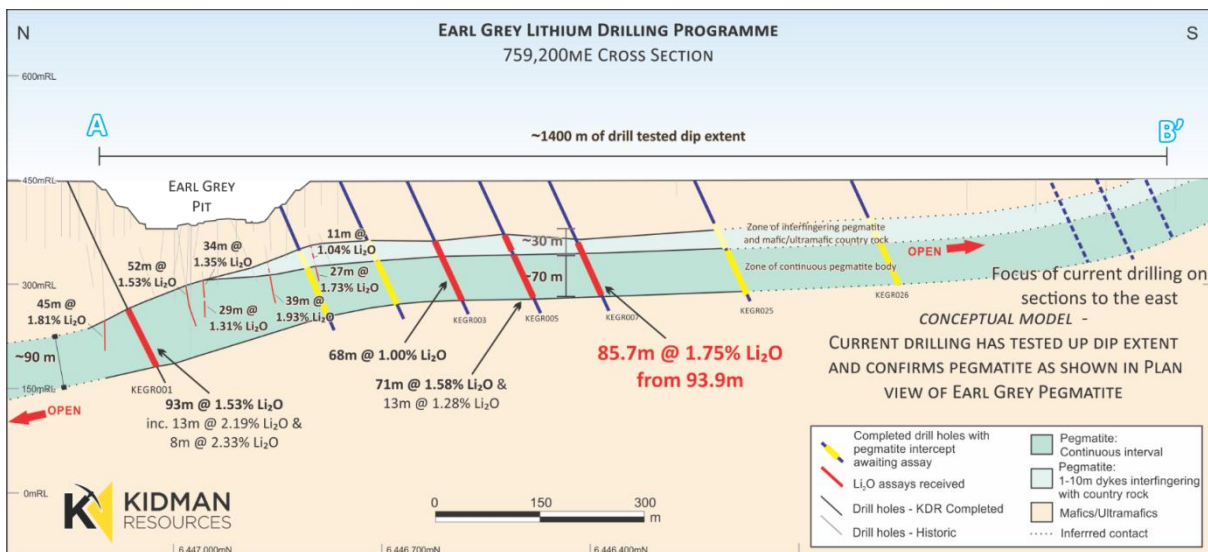 N
EARL GREY LITHIUM DRILLING PROGRAMME
S
759,200ME CROSS SECTION
600mRL
A
~1400 m of drill tested dip extent
B'
450mRL
EARL GREY
PIT
11m @
1.04% Li₂O
~30 m
34m @
1.35% Li₂O
52m @
1.53% Li₂O
27m @
1.73% Li₂O
~70 m
Zone of interfingering pegmatite
and mafic/ultramafic country rock
OPEN
Zone of continuous pegmatite body
300mRL
45m @
1.81% Li₂O
29m @
1.31% Li₂O
39m @
1.93% Li₂O
KEGR003
KEGR005
KEGR007
KEGR025
KEGR026
Focus of current drilling on
sections to the east
CONCEPTUAL MODEL -
CURRENT DRILLING HAS TESTED UP DIP EXTENT
AND CONFIRMS PEGMATITE AS SHOWN IN PLAN
VIEW OF EARL GREY PEGMATITE
~90 m
68m @ 1.00% Li₂O
85.7m @ 1.75% Li₂O
from 93.9m
150mRL
KEGR001
71m @ 1.58% Li₂O &
13m @ 1.28% Li₂O
OPEN
93m @ 1.53% Li₂O
inc. 13m @ 2.19% Li₂O &
8m @ 2.33% Li₂O
0mRL
KIDMAN
RESOURCES
0 150 300
m
Completed drill holes with
pegmatite intercept
awaiting assay
Li₂O assays received
Drill holes - KDR Completed
Drill holes - Historic
Pegmatite:
Continuous interval
Pegmatite:
1-10m dykes interfingering
with country rock
Mafics/Ultramafics
Inferred contact
6,447,000mN
6,446,700mN
6,446,400mN